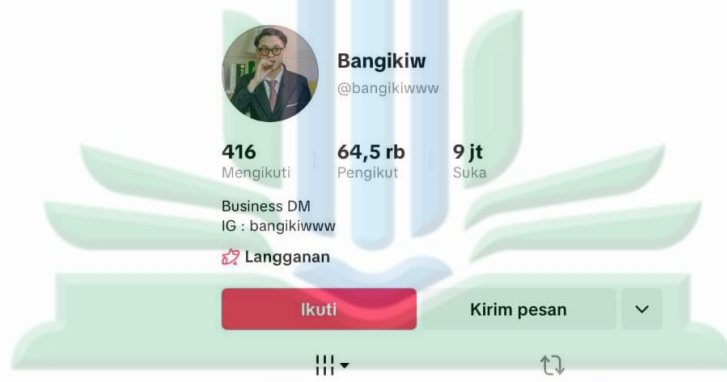 Bangikiw
@bangikiwww
416
Mengikuti
64,5 rb
Pengikut
9 jt
Suka
Business DM
IG : bangikiwww
Langganan
Ikuti
Kirim pesan